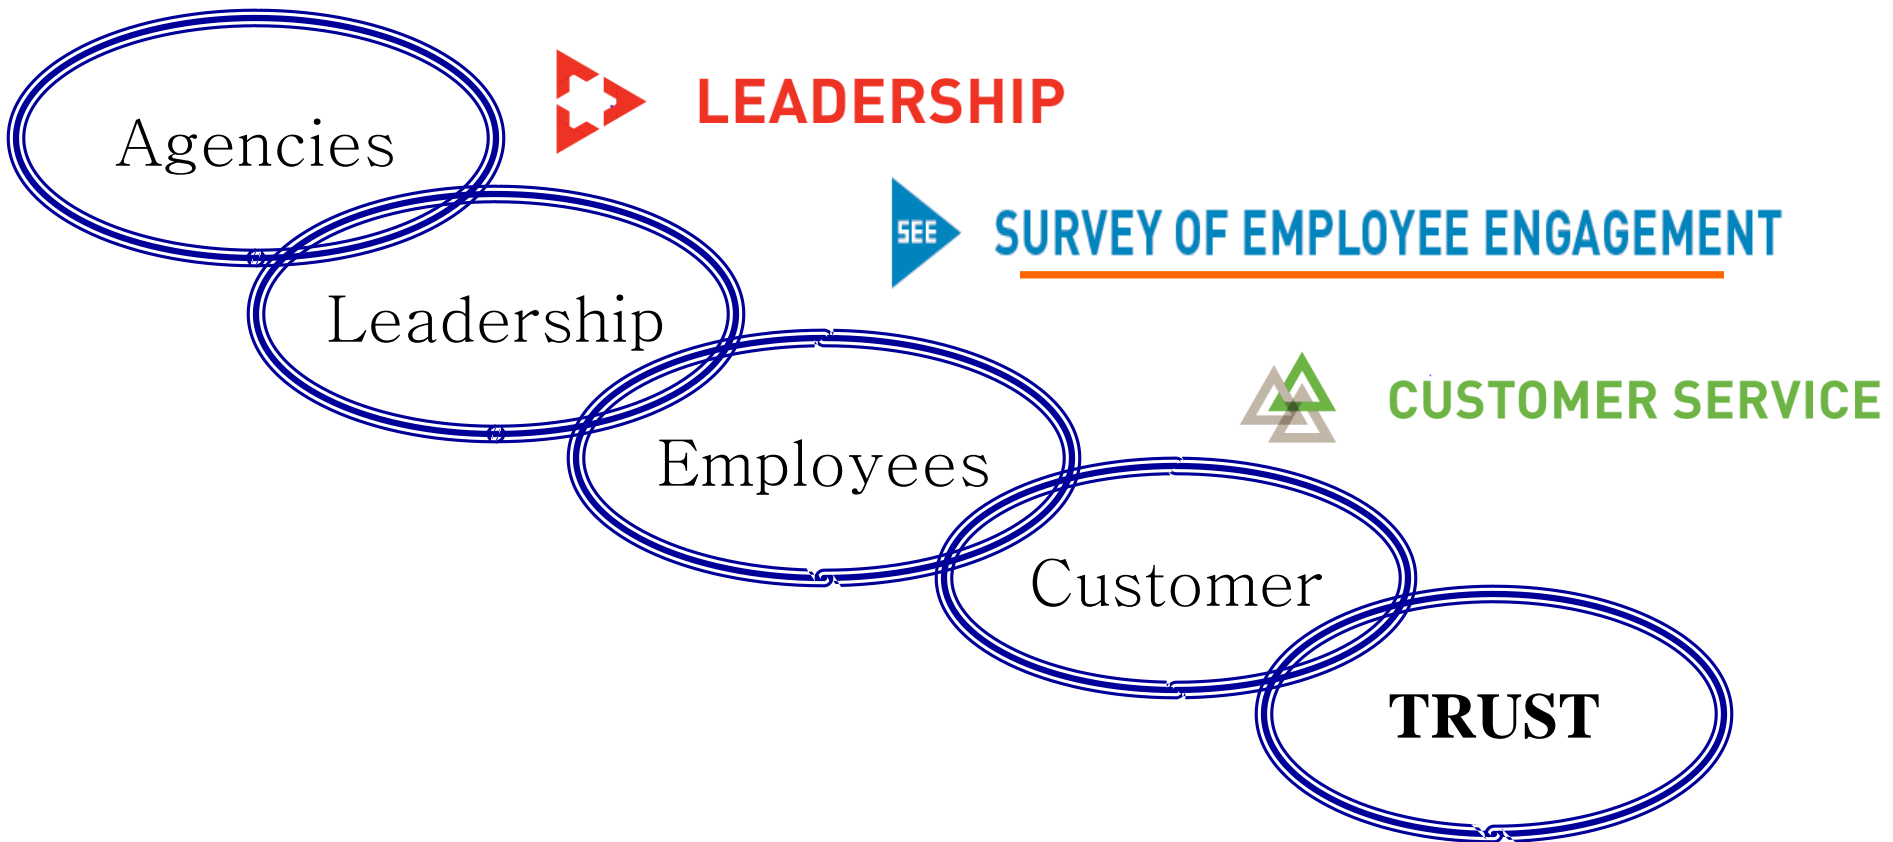 Agencies
LEADERSHIP
SEE
SURVEY OF EMPLOYEE ENGAGEMENT
Leadership
CUSTOMER SERVICE
Employees
Customer
TRUST